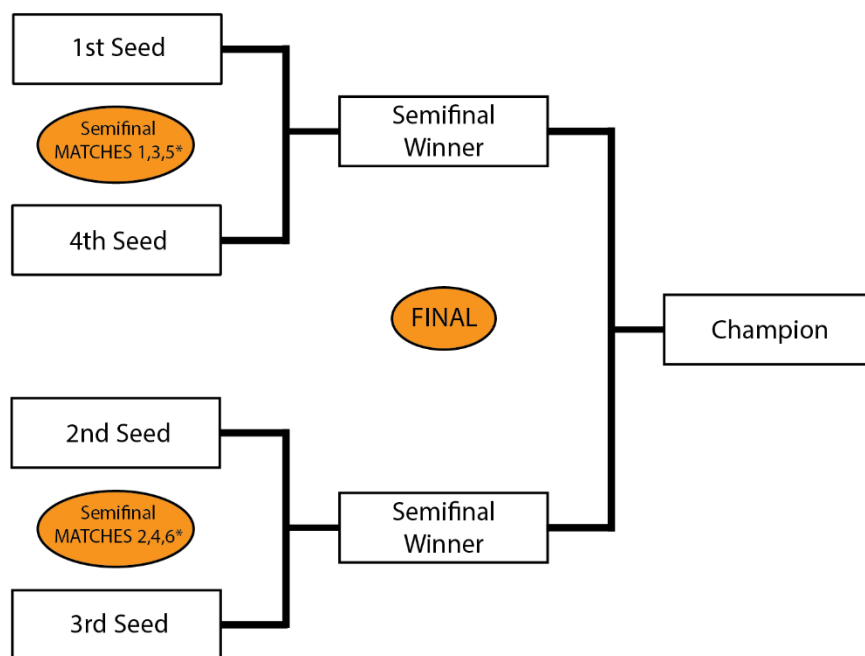 1st Seed
Semifinal
MATCHES 1,3,5*
4th Seed
Semifinal
Winner
FINAL
Champion
2nd Seed
Semifinal
MATCHES 2,4,6*
3rd Seed
Semifinal
Winner